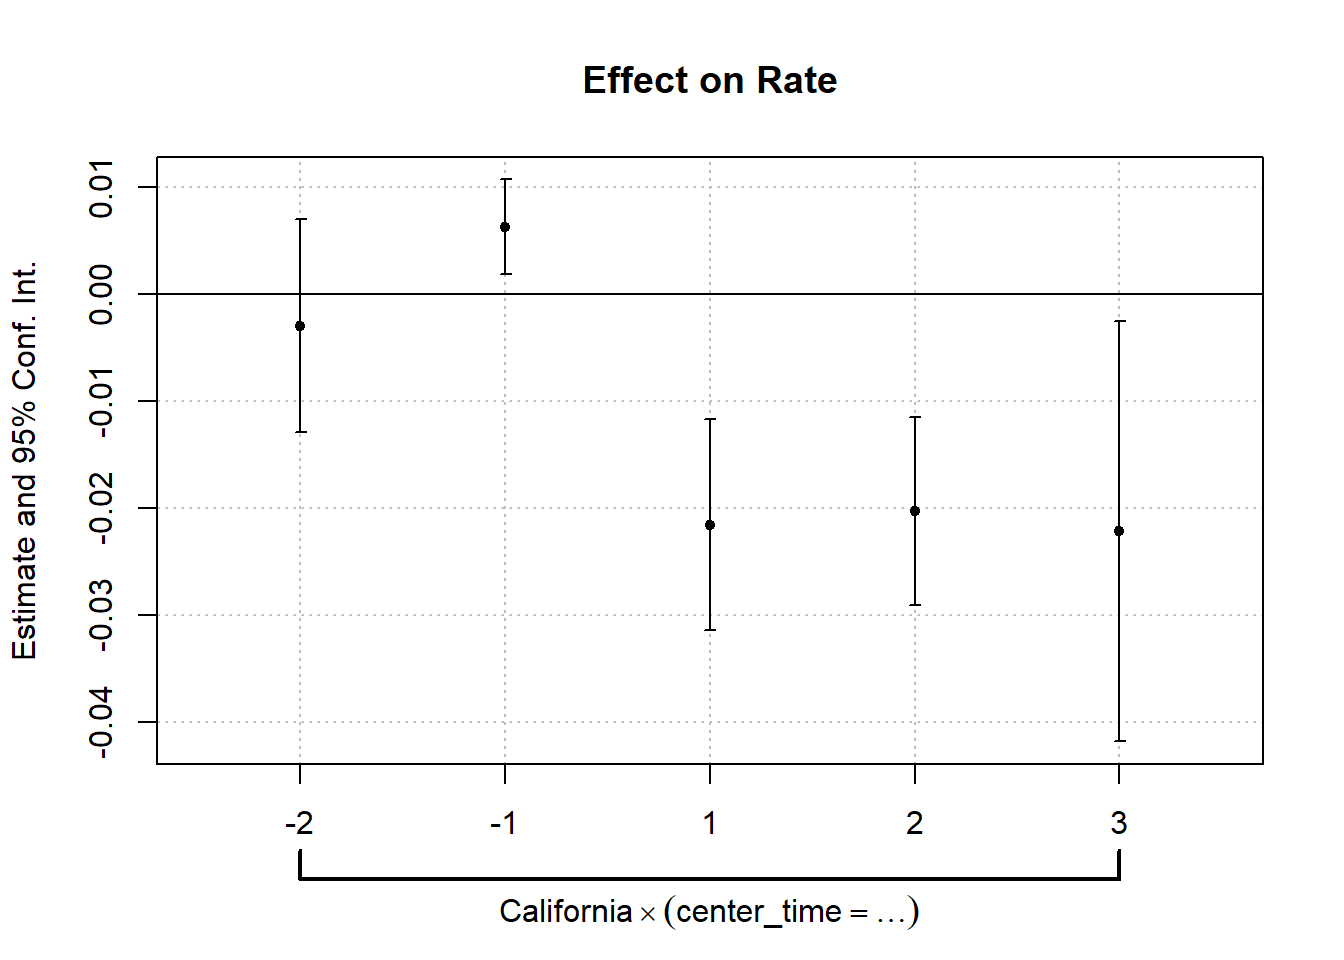 Effect on Rate
Estimate and 95% Conf. Int.
0.01
0.00
-0.01
-0.02
-0.03
-0.04
-2 -1 1 2 3
California × (center_time = …)